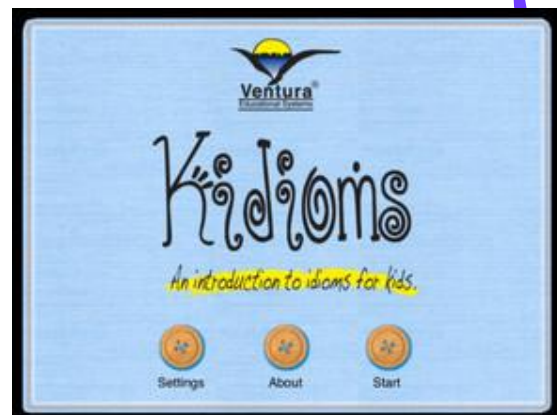 Ventura®
Educational Systems
Kidioms
An introduction to idioms for kids.
Settings About Start